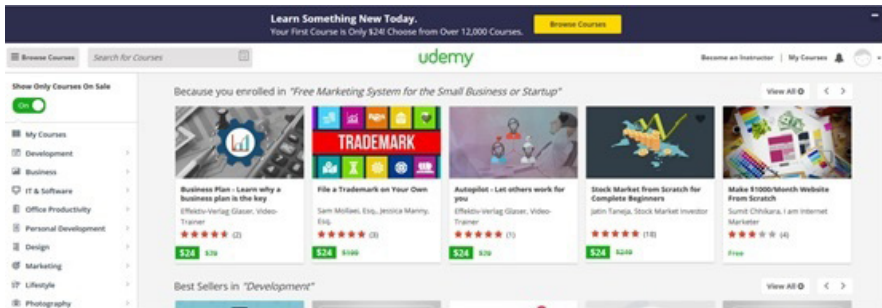 Learn Something New Today.
Your First Course is Only $24! Choose from Over 12,000 Courses.
Browse Courses
Browse Courses
Search for Courses
udemy
Become an Instructor | My Courses
Show Only Courses On Sale
On
My Courses
Development
Business
IT & Software
Office Productivity
Personal Development
Design
Marketing
Lifestyle
Photography
Because you enrolled in "Free Marketing System for the Small Business or Startup"
View All
Business Plan - Learn why a
business plan is the key
Effektiv-Verlag Glaser, Video-
Trainer
(2)
$24
TRADEMARK
File a Trademark on Your Own
Sam Mollaei, Esq., Jessica Manny,
Esq.
(3)
$24 $199
Autopilot - Let others work for
you
Effektiv-Verlag Glaser, Video-
Trainer
(1)
$24
Stock Market from Scratch for
Complete Beginners
Jatin Taneja, Stock Market Investor
(18)
$24 $249
Make $1000/Month Website
From Scratch
Sumit Chhikara. I am Internet
Marketer
(4)
Free
Best Sellers in "Development"
View All